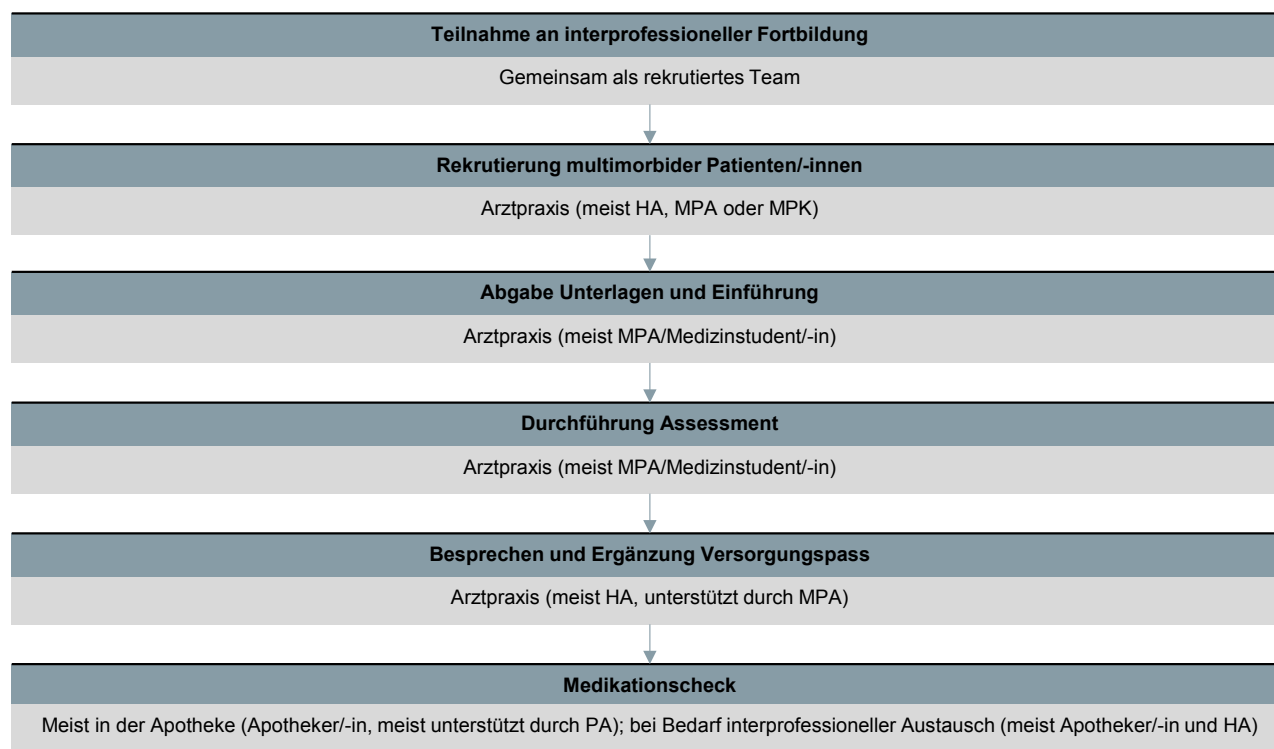 Teilnahme an interprofessioneller Fortbildung
Gemeinsam als rekrutiertes Team
Rekrutierung multimorbider Patienten/-innen
Arztpraxis (meist HA, MPA oder MPK)
Abgabe Unterlagen und Einführung
Arztpraxis (meist MPA/Medizinstudent/-in)
Durchführung Assessment
Arztpraxis (meist MPA/Medizinstudent/-in)
Besprechen und Ergänzung Versorgungspass
Arztpraxis (meist HA, unterstützt durch MPA)
Medikationscheck
Meist in der Apotheke (Apotheker/-in, meist unterstützt durch PA); bei Bedarf interprofessioneller Austausch (meist Apotheker/-in und HA)